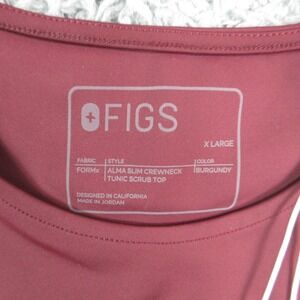 FIGS
X LARGE
FABRIC STYLE COLOR
FORMx ALMA SLIM CREWNECK BURGUNDY
TUNIC SCRUB TOP
DESIGNED IN CALIFORNIA
MADE IN JORDAN